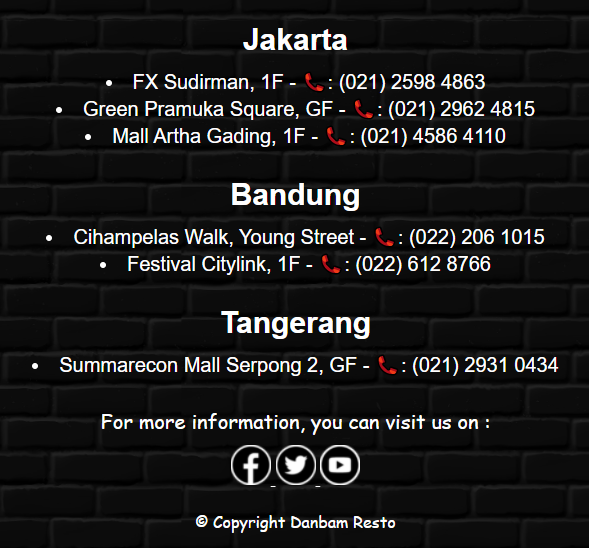 Jakarta
• FX Sudirman, 1F - 📞 : (021) 2598 4863
• Green Pramuka Square, GF - 📞 : (021) 2962 4815
• Mall Artha Gading, 1F - 📞 : (021) 4586 4110
Bandung
• Cihampelas Walk, Young Street - 📞 : (022) 206 1015
• Festival Citylink, 1F - 📞 : (022) 612 8766
Tangerang
• Summarecon Mall Serpong 2, GF - 📞 : (021) 2931 0434
For more information, you can visit us on :
© Copyright Danbam Resto